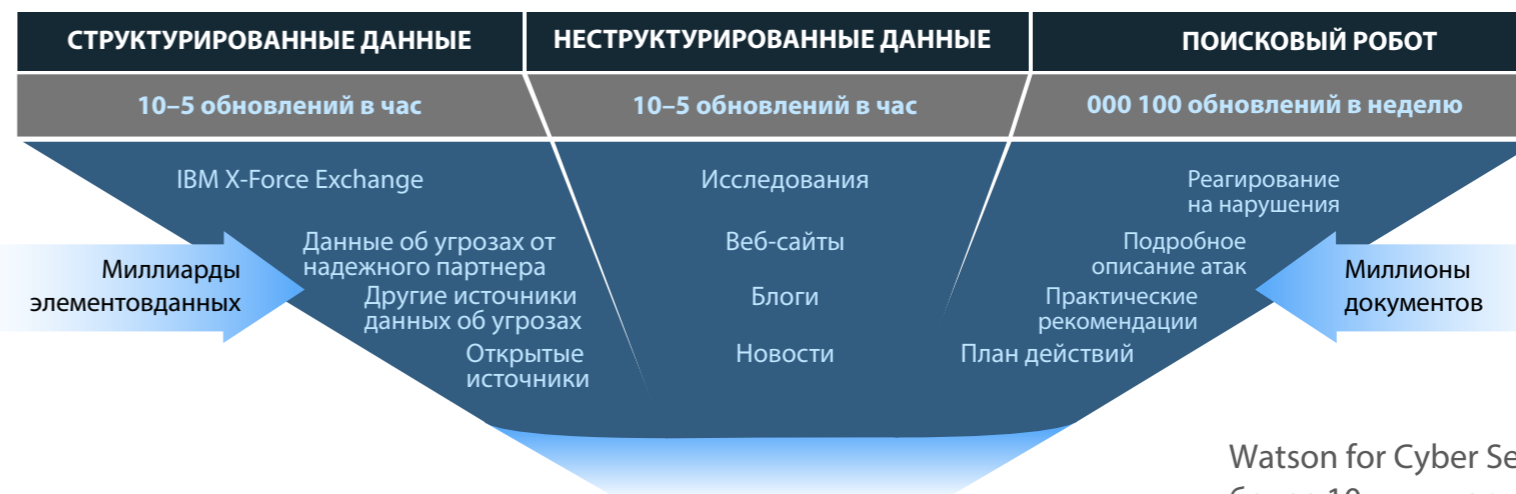 СТРУКТУРИРОВАННЫЕ ДАННЫЕ
НЕСТРУКТУРИРОВАННЫЕ ДАННЫЕ
ПОИСКОВЫЙ РОБОТ
10–5 обновлений в час
10–5 обновлений в час
000 100 обновлений в неделю
IBM X-Force Exchange
Данные об угрозах от
надежного партнера
Другие источники
данных об угрозах
Открытые
источники
Исследования
Веб-сайты
Блоги
Новости
Реагирование
на нарушения
Подробное
описание атак
Практические
рекомендации
План действий
Миллиарды
элементовданных
Миллионы
документов
Watson for Cyber Se